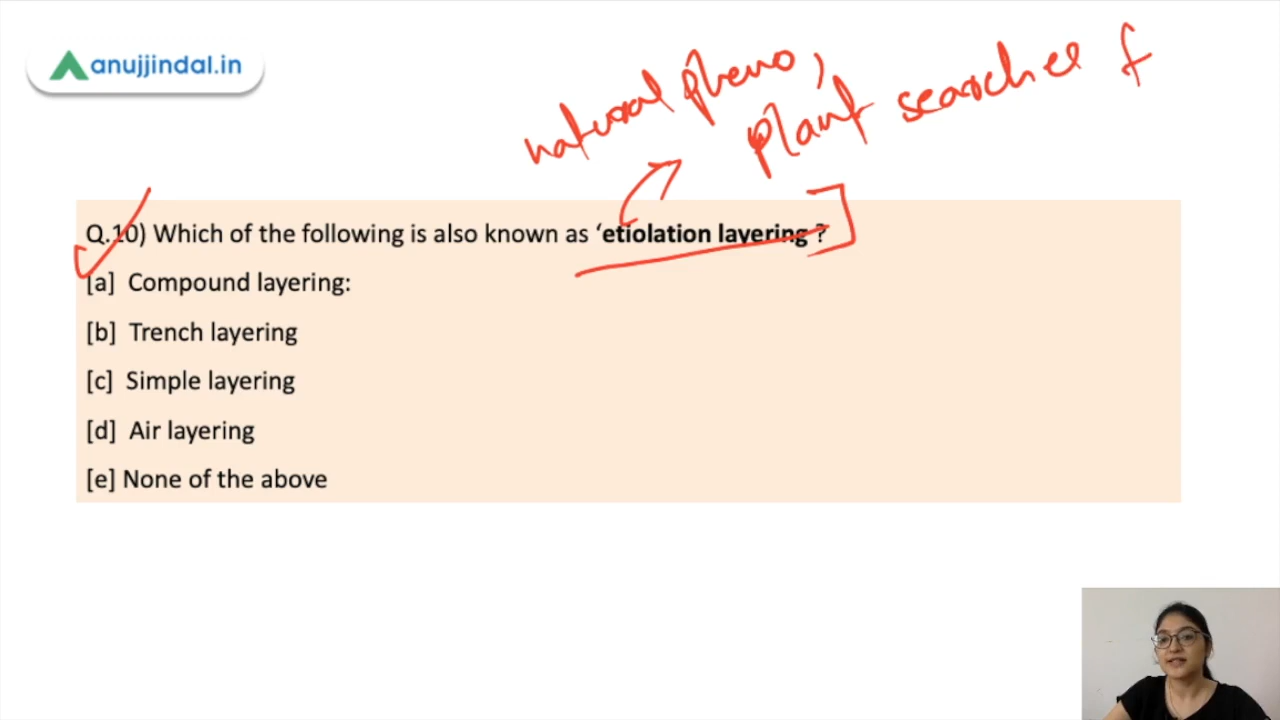 anujjindal.in
natural pheno,
plant searches f
Q.10) Which of the following is also known as ‘etiolation layering ?
[a] Compound layering:
[b] Trench layering
[c] Simple layering
[d] Air layering
[e] None of the above